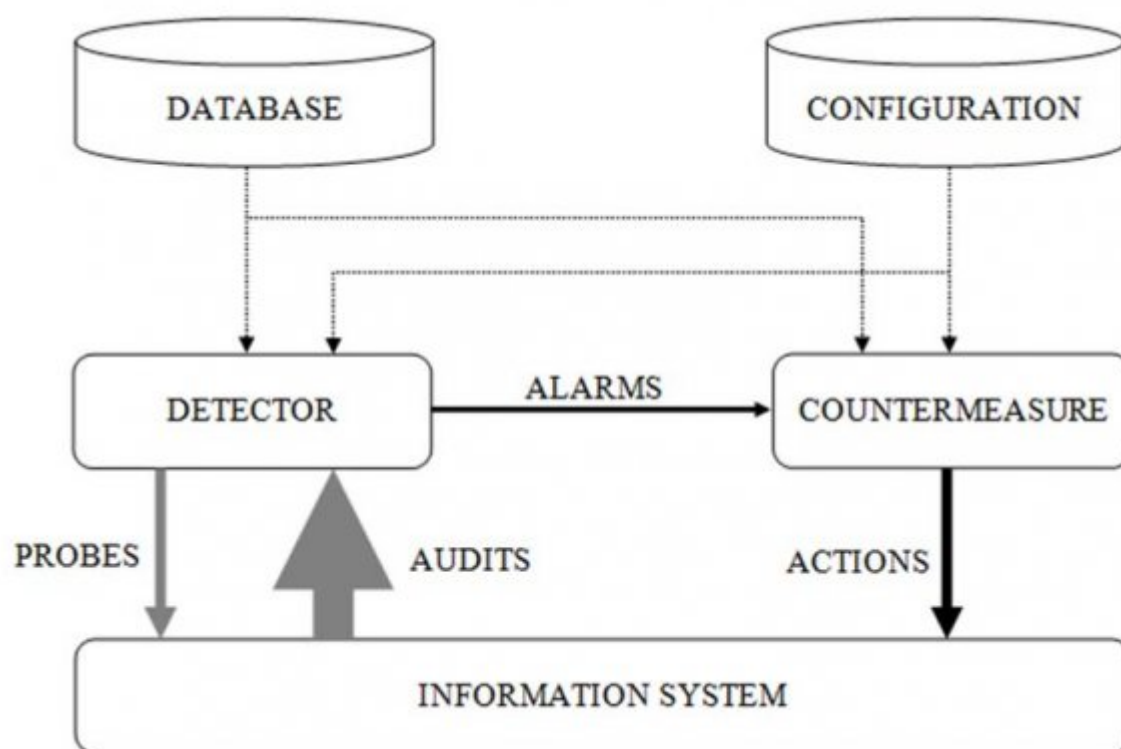 DATABASE
CONFIGURATION
DETECTOR
ALARMS
COUNTERMEASURE
PROBES
AUDITS
ACTIONS
INFORMATION SYSTEM